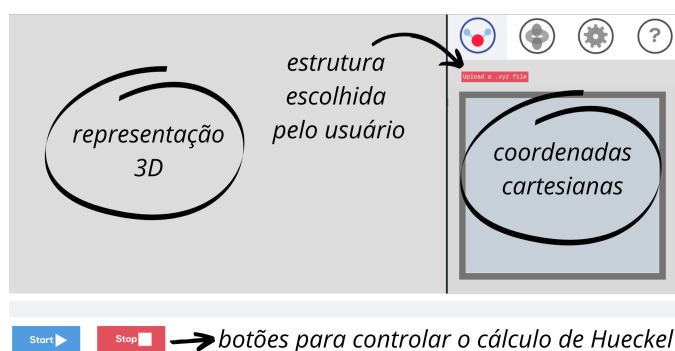 ?
estrutura
escolhida
pelo usuário
Upload a .xyz file
representação
3D
coordenadas
cartesianas
Start
Stop
botões para controlar o cálculo de Hueckel